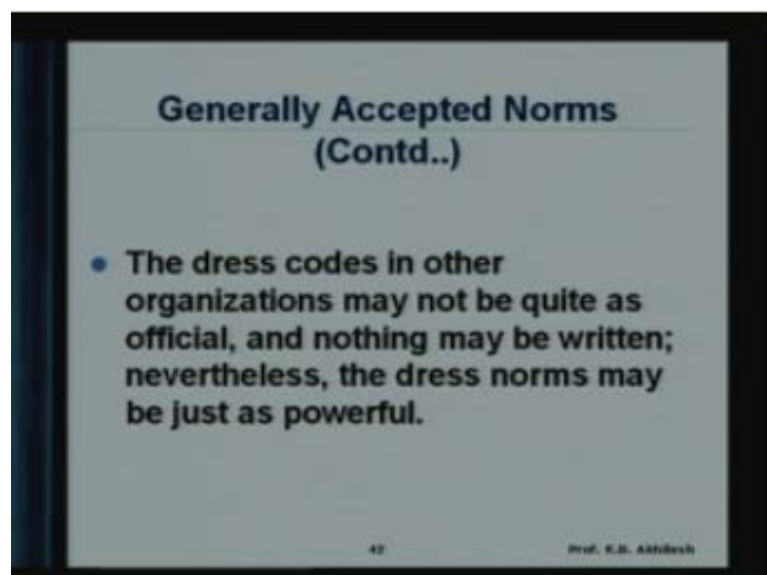 Generally Accepted Norms
(Contd..)
The dress codes in other
organizations may not be quite as
official, and nothing may be written;
nevertheless, the dress norms may
be just as powerful.
Prof. K.B. Akhilesh